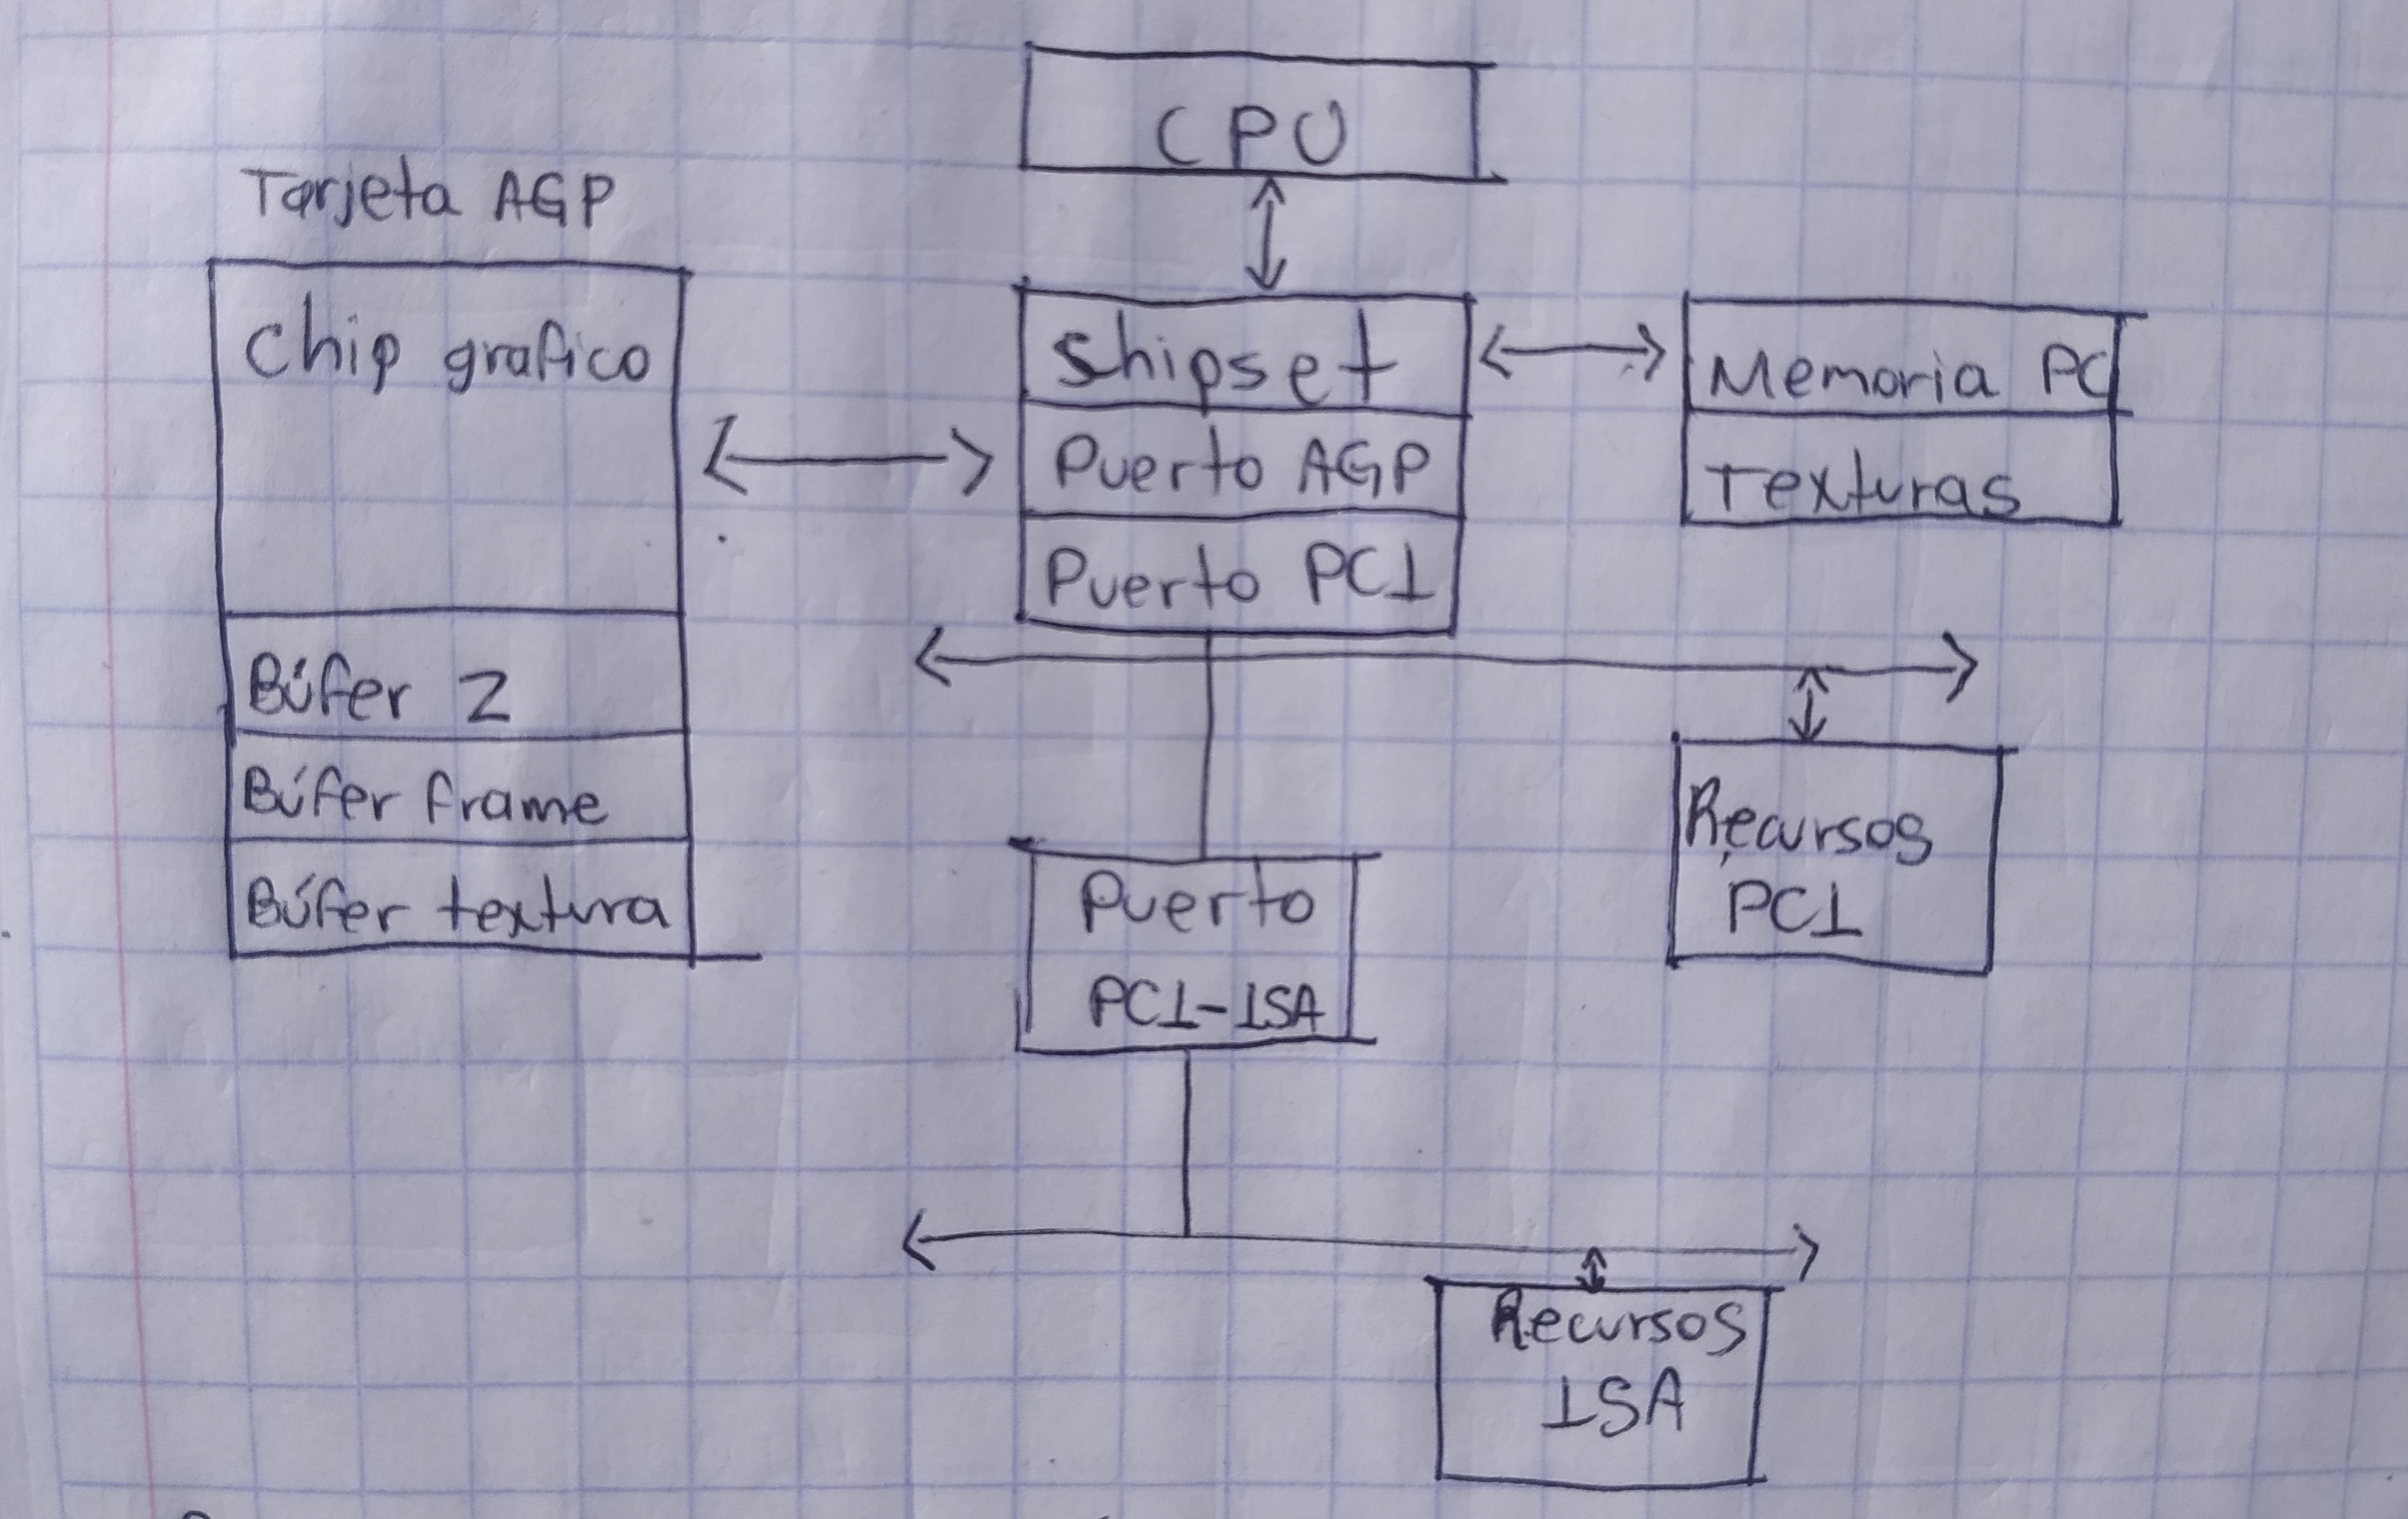 CPU
Tarjeta AGP
Chip grafico
Búfer Z
Búfer frame
Búfer textura
Shipset
Puerto AGP
Puerto PCI
Memoria PC
Texturas
Recursos
PCI
Puerto
PCI-ISA
Recursos
ISA